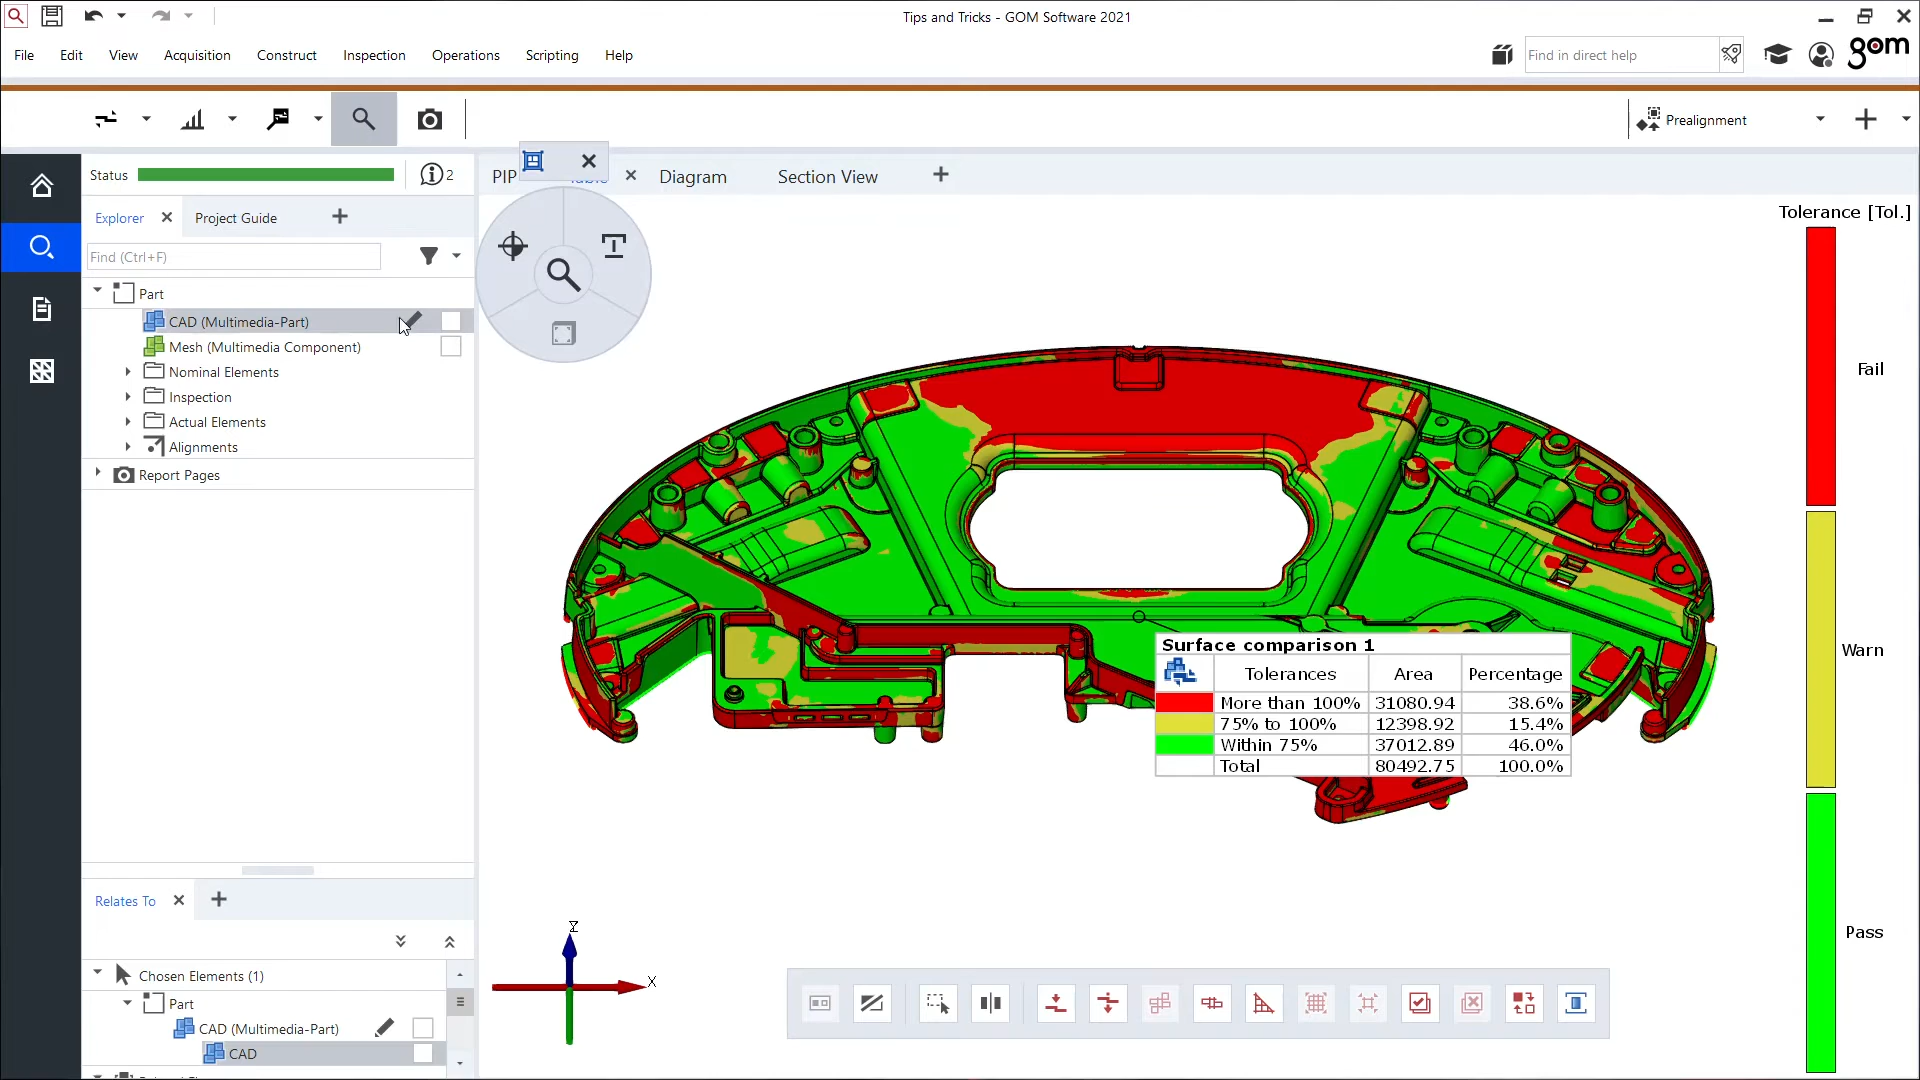 Tips and Tricks - GOM Software 2021
File Edit View Acquisition Construct Inspection Operations Scripting Help
Find in direct help
gom
Prealignment
Status 2
PIP Diagram Section View
Explorer Project Guide
Find (Ctrl+F)
Part
CAD (Multimedia-Part)
Mesh (Multimedia Component)
Nominal Elements
Inspection
Actual Elements
Alignments
Report Pages
Tolerance [Tol.]
Fail
Warn
Pass
Surface comparison 1
Tolerances Area Percentage
More than 100% 31080.94 38.6%
75% to 100% 12398.92 15.4%
Within 75% 37012.89 46.0%
Total 80492.75 100.0%
Z
X
Relates To
Chosen Elements (1)
Part
CAD (Multimedia-Part)
CAD